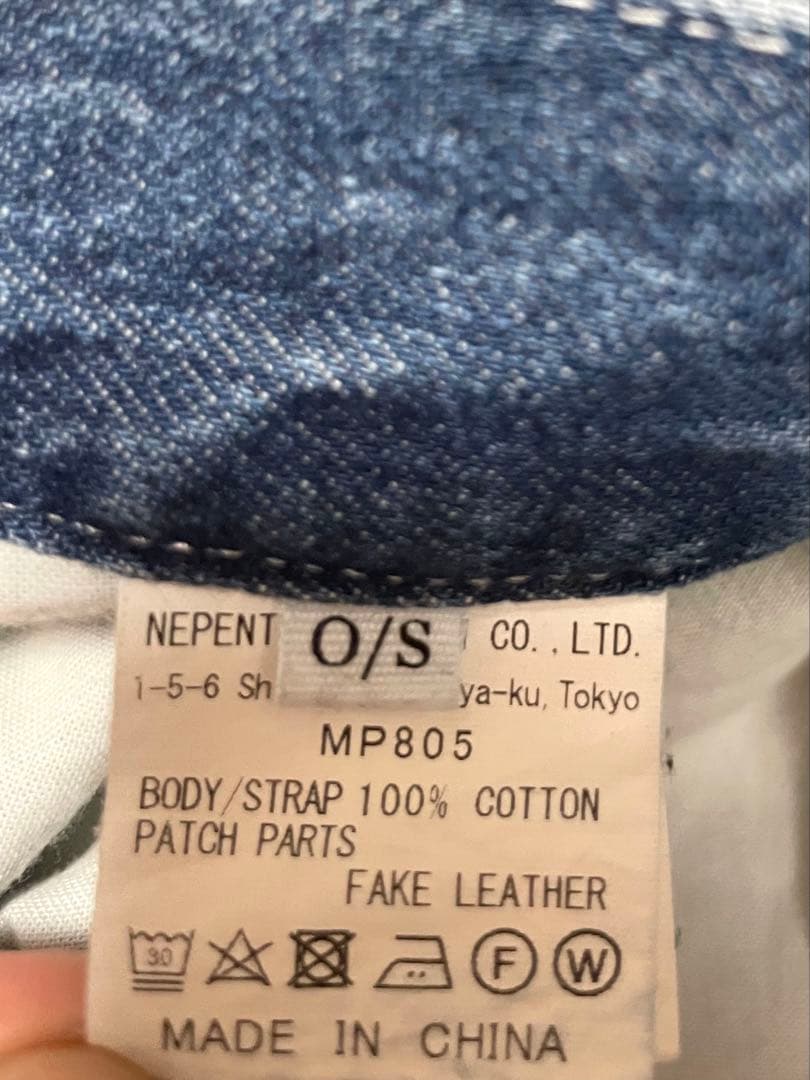 NEPENT O/S CO., LTD.
1-5-6 Sh ya-ku, Tokyo
MP805
BODY/STRAP 100% COTTON
PATCH PARTS
FAKE LEATHER
30 F W
MADE IN CHINA